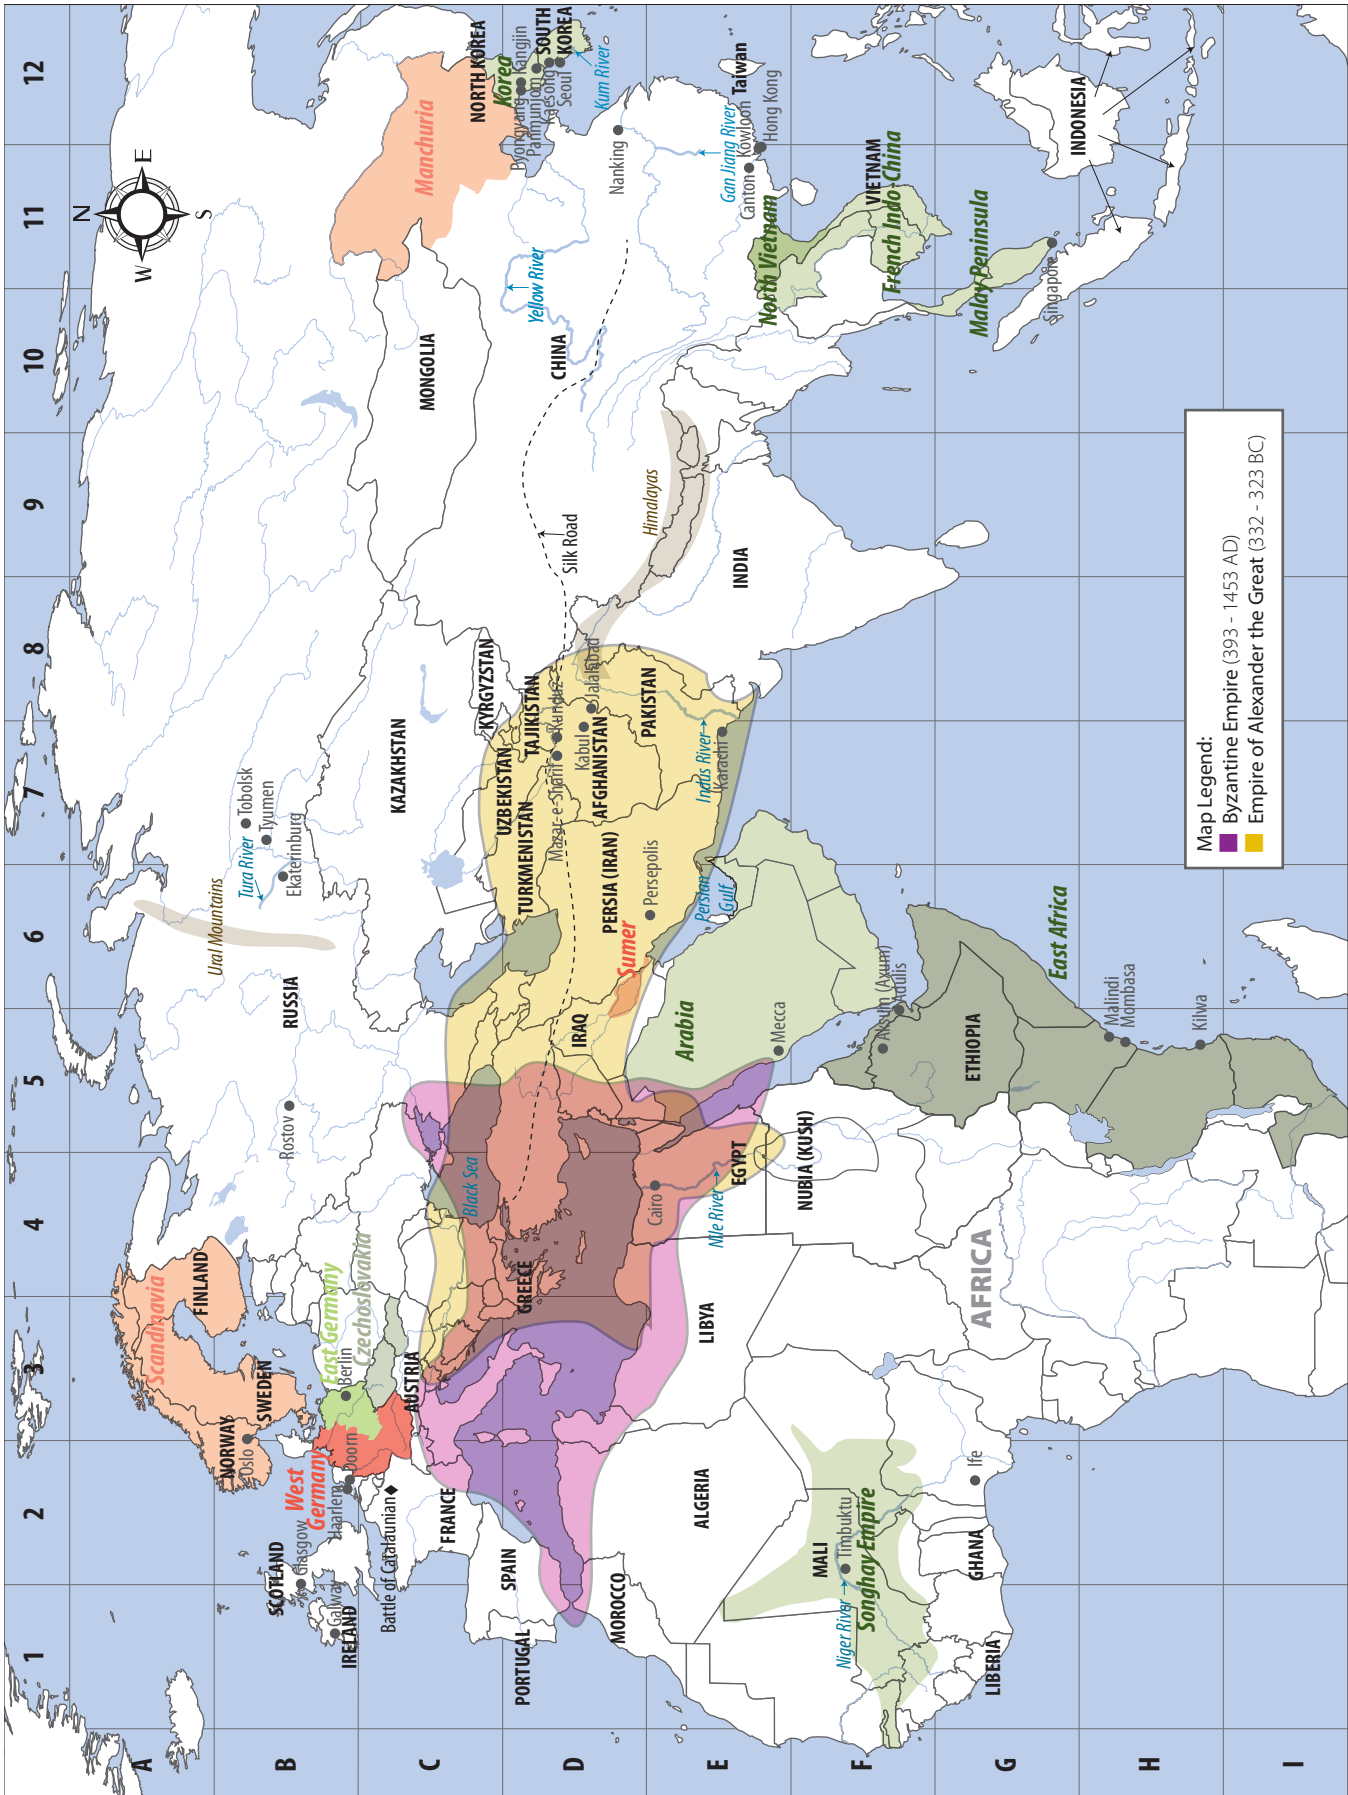 1
2
3
4
5
6
7
8
9
10
11
12
A
B
C
D
E
F
G
H
I
N
E
S
W
Scandinavia
FINLAND
NORWAY
SWEDEN
Oslo
SCOTLAND
Glasgow
Galway
IRELAND
West
Germany
Haarlem
Doorn
East Germany
Berlin
Czechoslovakia
AUSTRIA
Battle of Catalaunian
FRANCE
SPAIN
PORTUGAL
RUSSIA
Rostov
Ural Mountains
Tura River
Tobolsk
Tyumen
Ekaterinburg
KAZAKHSTAN
MONGOLIA
Manchuria
NORTH KOREA
Korea
Kangjin
Pyongyang
Panmunjom
Kaesong
Seoul
SOUTH
KOREA
Kum River
Black Sea
GREECE
KYRGYZSTAN
UZBEKISTAN
TAJIKISTAN
TURKMENISTAN
Kunduz
Mazar-e-Sharif
Kabul
Jalalabad
AFGHANISTAN
PERSIA (IRAN)
Persepolis
Sumer
IRAQ
Silk Road
CHINA
Yellow River
Nanking
Gan Jiang River
Kowloon
Canton
Taiwan
Hong Kong
Himalayas
INDIA
PAKISTAN
Indus River
Karachi
Persian
Gulf
Arabia
Mecca
Cairo
Nile River
EGYPT
LIBYA
ALGERIA
MOROCCO
NUBIA (KUSH)
North Vietnam
VIETNAM
French Indo-China
Malay Peninsula
Singapore
INDONESIA
MALI
Timbuktu
Niger River
Songhay Empire
GHANA
Ife
LIBERIA
AFRICA
Aksum (Axum)
Adulis
ETHIOPIA
East Africa
Malindi
Mombasa
Kilwa
Map Legend:
Byzantine Empire (393 - 1453 AD)
Empire of Alexander the Great (332 - 323 BC)